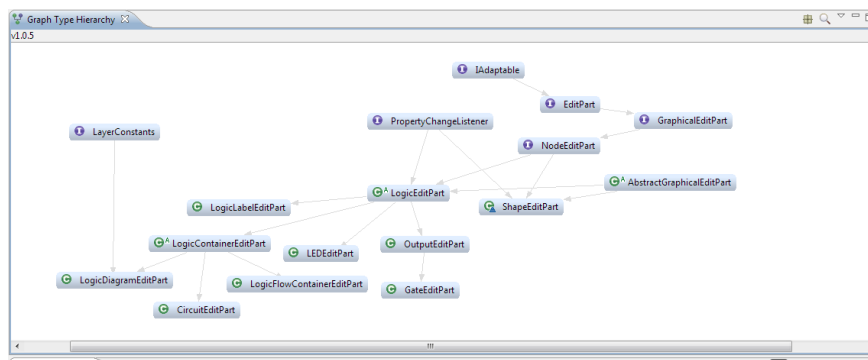 Graph Type Hierarchy
v1.0.5
IAdaptable
EditPart
PropertyChangeListener
GraphicalEditPart
LayerConstants
NodeEditPart
AbstractGraphicalEditPart
LogicEditPart
LogicLabelEditPart
ShapeEditPart
LogicContainerEditPart
OutputEditPart
LEDEditPart
LogicDiagramEditPart
LogicFlowContainerEditPart
GateEditPart
CircuitEditPart